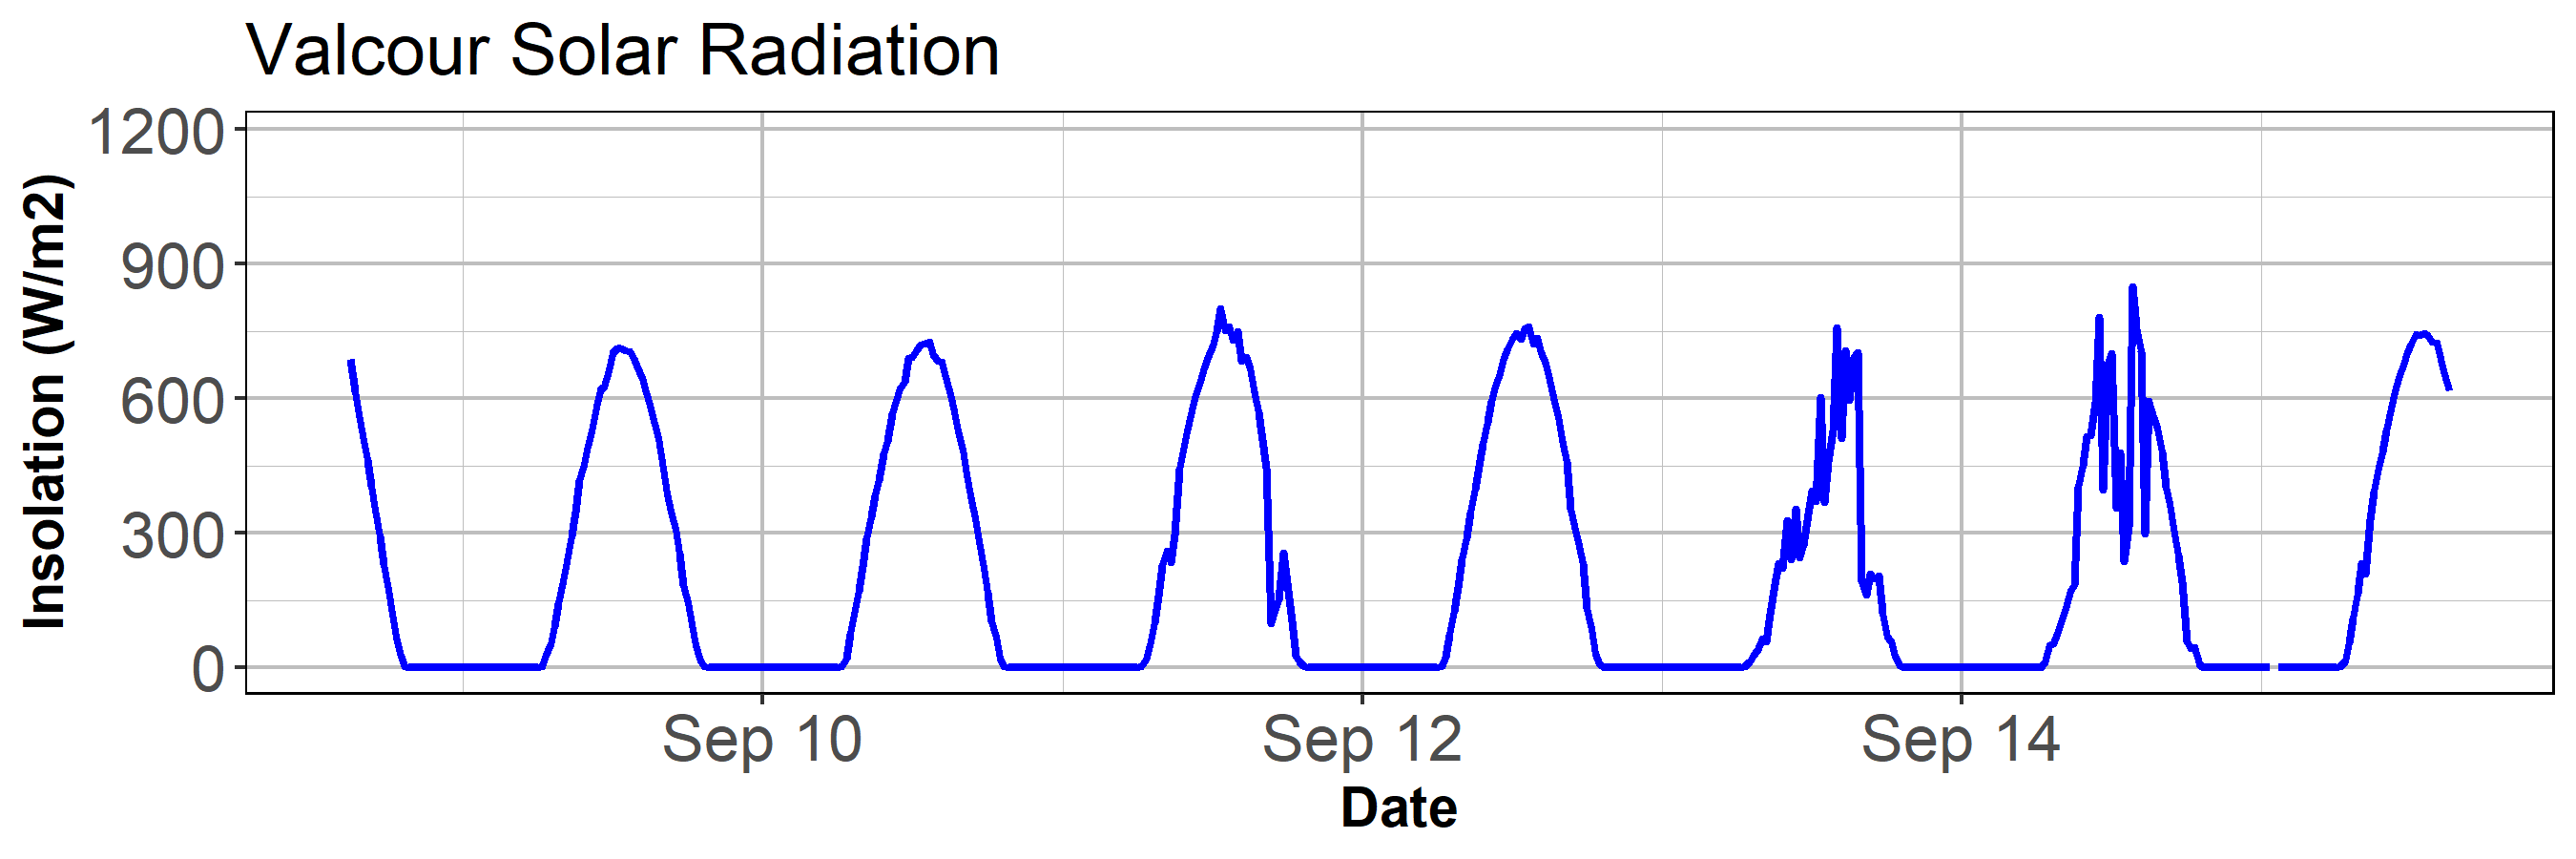 Valcour Solar Radiation
1200
900
600
300
0
Insolation (W/m2)
Sep 10
Sep 12
Sep 14
Date